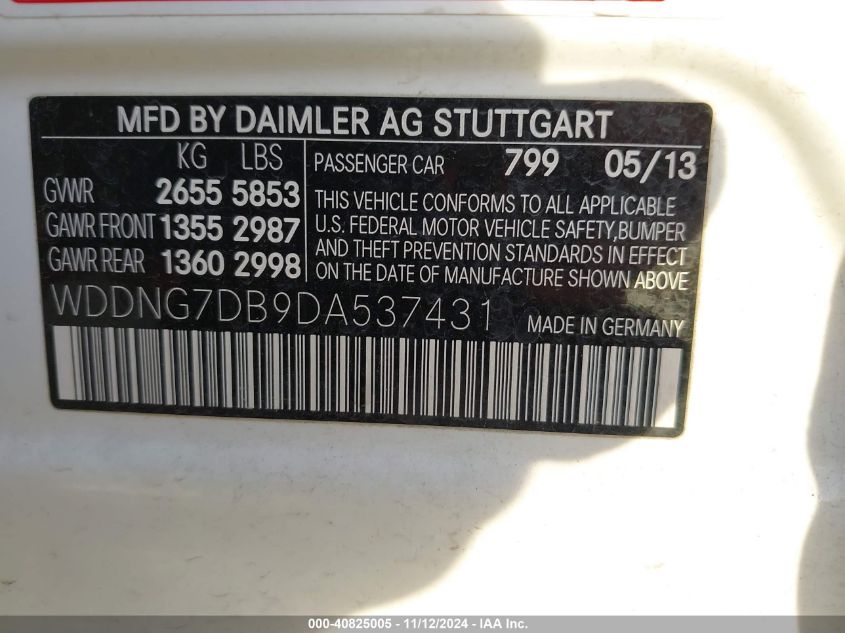 MFD BY DAIMLER AG STUTTGART
KG LBS
GVWR 2655 5853
GAWR FRONT 1355 2987
GAWR REAR 1360 2998
PASSENGER CAR 799 05/13
THIS VEHICLE CONFORMS TO ALL APPLICABLE
U.S. FEDERAL MOTOR VEHICLE SAFETY,BUMPER
AND THEFT PREVENTION STANDARDS IN EFFECT
ON THE DATE OF MANUFACTURE SHOWN ABOVE
WDDNG7DB9DA537431 MADE IN GERMANY
000-40825005 - 11/12/2024 - IAA Inc.